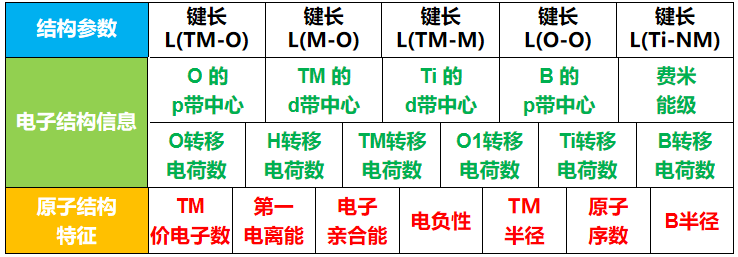 结构参数
键长 键长 键长 键长 键长
L(TM-O) L(M-O) L(TM-M) L(O-O) L(Ti-NM)
电子结构信息
O 的 TM 的 Ti 的 B 的 费米
p带中心 d带中心 d带中心 p带中心 能级
O转移 H转移 TM转移 O1转移 Ti转移 B转移
电荷数 电荷数 电荷数 电荷数 电荷数 电荷数
原子结构 TM 第一 电子 TM 原子
特征 价电子数 电离能 亲合能 电负性 半径 序数 B半径